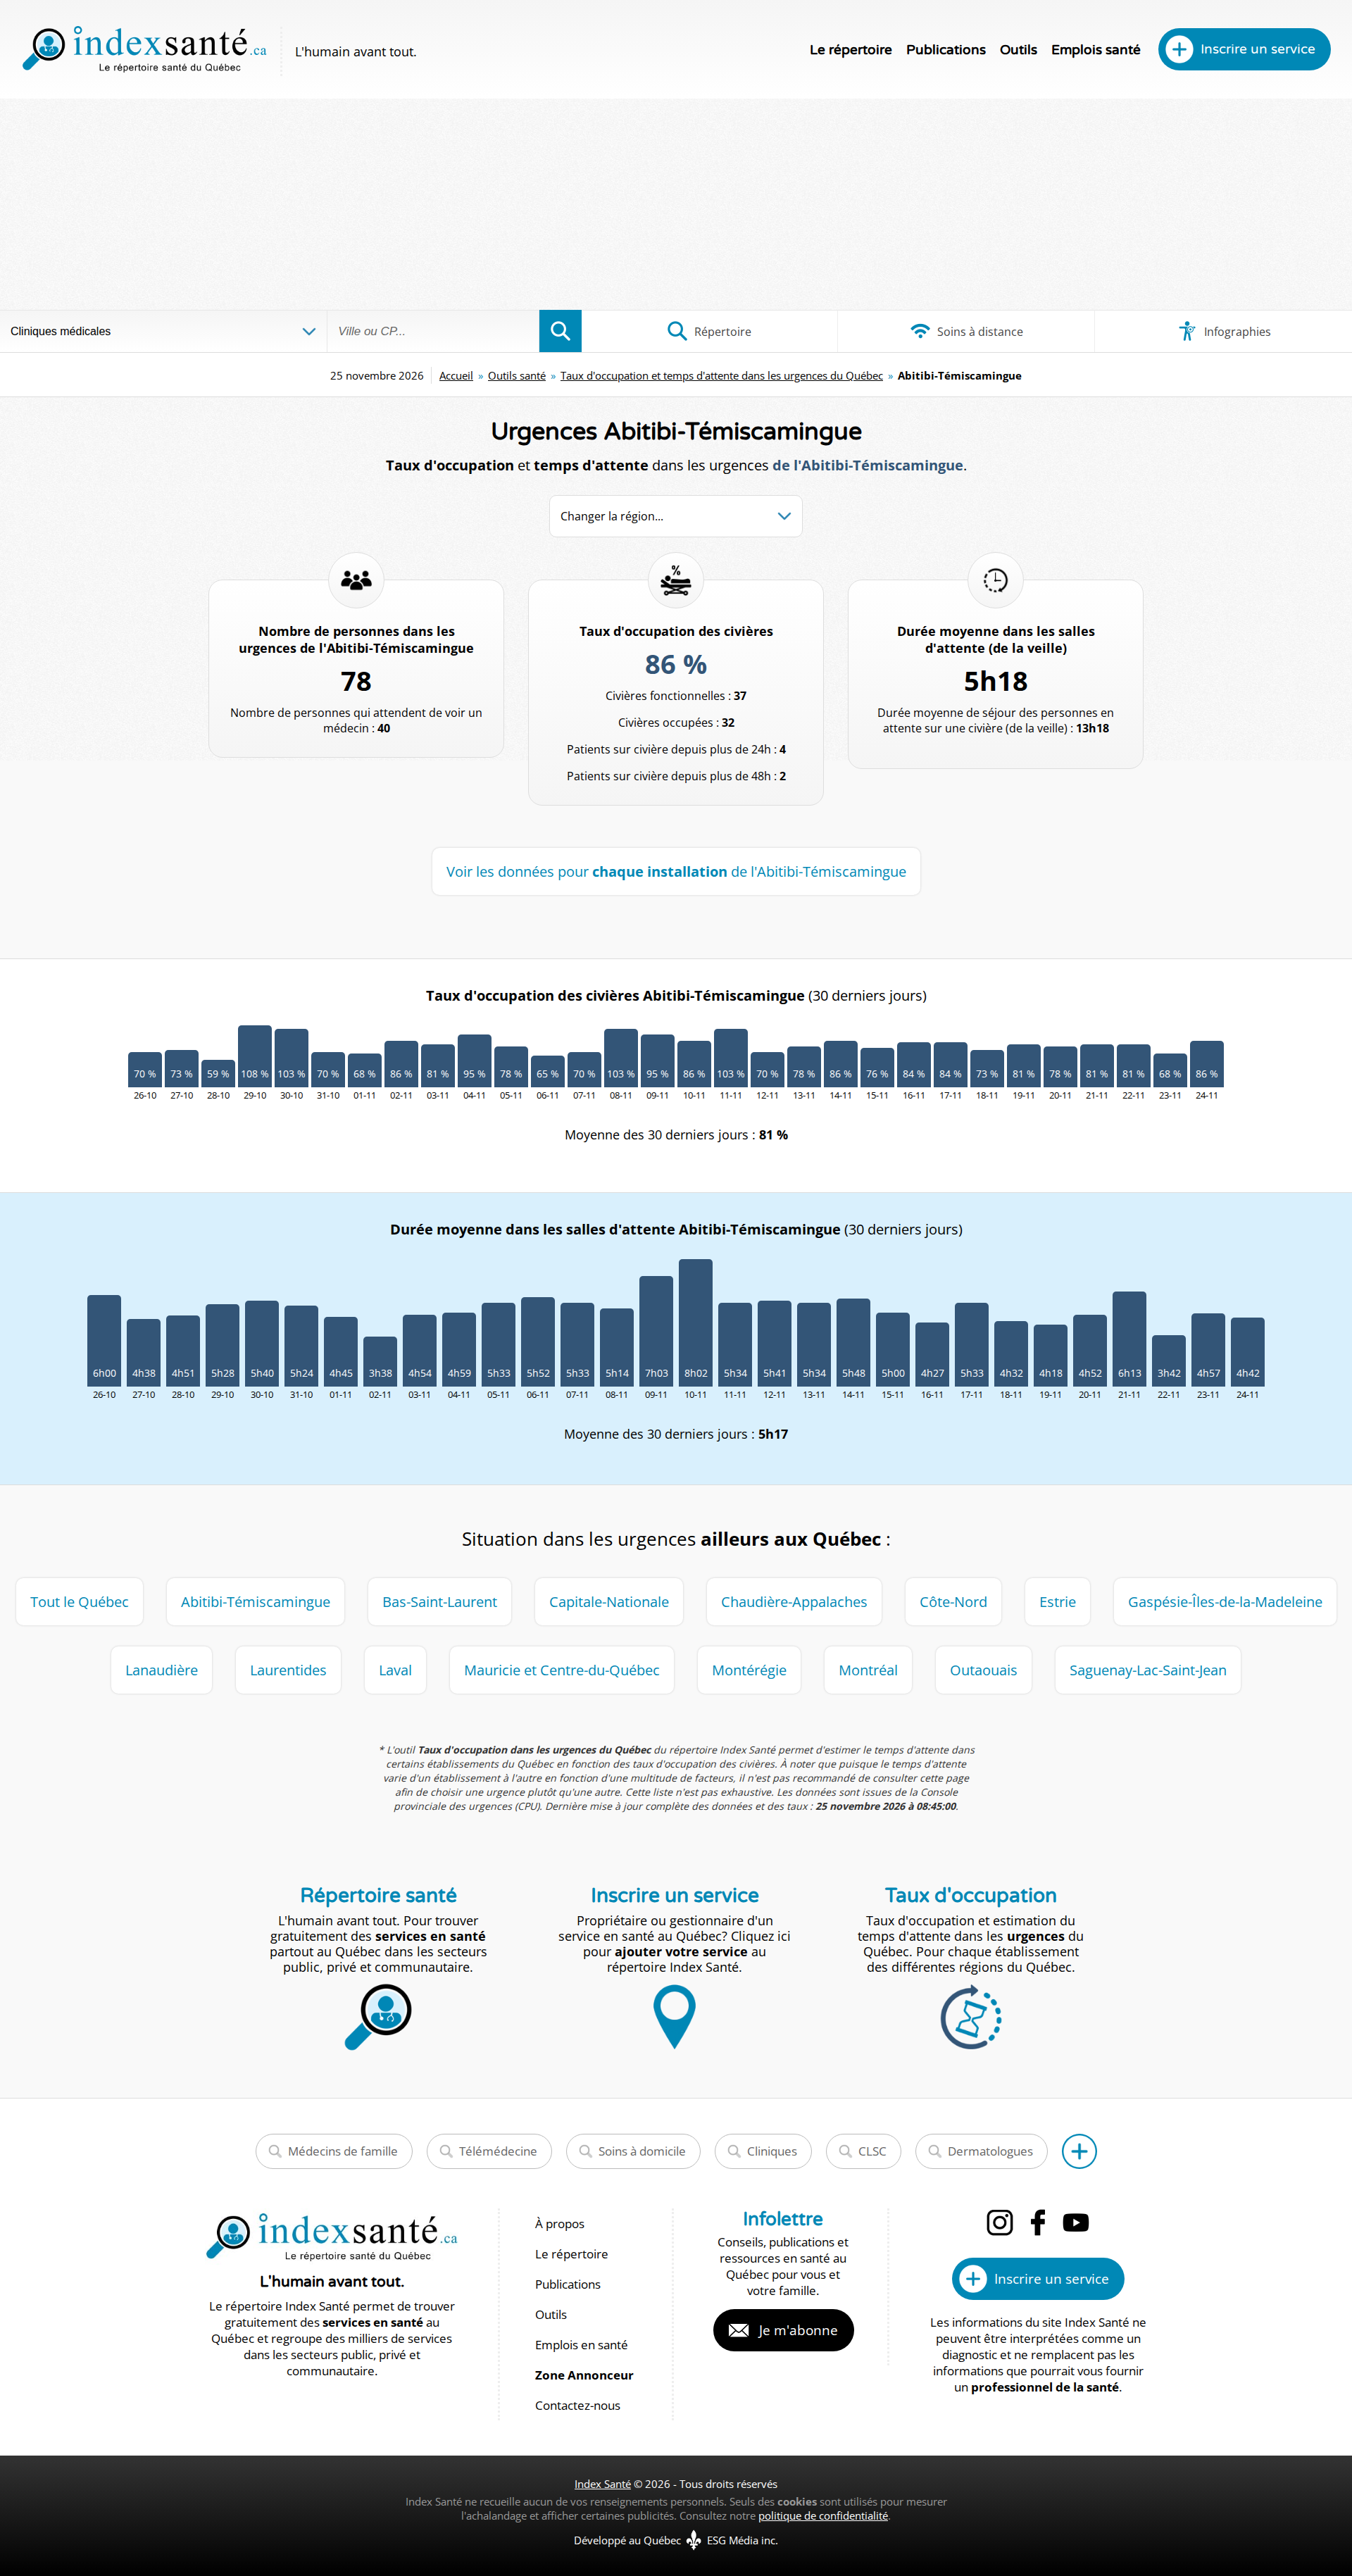 indexsanté.ca
Le répertoire santé du Québec
L'humain avant tout.
Le répertoire Publications Outils Emplois santé Inscrire un service
Cliniques médicales
Ville ou CP...
Répertoire
Soins à distance
Infographies
25 novembre 2026 Accueil » Outils santé » Taux d'occupation et temps d'attente dans les urgences du Québec » Abitibi-Témiscamingue
Urgences Abitibi-Témiscamingue
Taux d'occupation et temps d'attente dans les urgences de l'Abitibi-Témiscamingue.
Changer la région...
Nombre de personnes dans les
urgences de l'Abitibi-Témiscamingue
78
Nombre de personnes qui attendent de voir un
médecin : 40
%
Taux d'occupation des civières
86 %
Civières fonctionnelles : 37
Civières occupées : 32
Patients sur civière depuis plus de 24h : 4
Patients sur civière depuis plus de 48h : 2
Durée moyenne dans les salles
d'attente (de la veille)
5h18
Durée moyenne de séjour des personnes en
attente sur une civière (de la veille) : 13h18
Voir les données pour chaque installation de l'Abitibi-Témiscamingue
Taux d'occupation des civières Abitibi-Témiscamingue (30 derniers jours)
70 % 73 % 59 % 108 % 103 % 70 % 68 % 86 % 81 % 95 % 78 % 65 % 70 % 103 % 95 % 86 % 103 % 70 % 78 % 86 % 76 % 84 % 84 % 73 % 81 % 78 % 81 % 81 % 68 % 86 %
26-10 27-10 28-10 29-10 30-10 31-10 01-11 02-11 03-11 04-11 05-11 06-11 07-11 08-11 09-11 10-11 11-11 12-11 13-11 14-11 15-11 16-11 17-11 18-11 19-11 20-11 21-11 22-11 23-11 24-11
Moyenne des 30 derniers jours : 81 %
Durée moyenne dans les salles d'attente Abitibi-Témiscamingue (30 derniers jours)
6h00 4h38 4h51 5h28 5h40 5h24 4h45 3h38 4h54 4h59 5h33 5h52 5h33 5h14 7h03 8h02 5h34 5h41 5h34 5h48 5h00 4h27 5h33 4h32 4h18 4h52 6h13 3h42 4h57 4h42
26-10 27-10 28-10 29-10 30-10 31-10 01-11 02-11 03-11 04-11 05-11 06-11 07-11 08-11 09-11 10-11 11-11 12-11 13-11 14-11 15-11 16-11 17-11 18-11 19-11 20-11 21-11 22-11 23-11 24-11
Moyenne des 30 derniers jours : 5h17
Situation dans les urgences ailleurs aux Québec :
Tout le Québec Abitibi-Témiscamingue Bas-Saint-Laurent Capitale-Nationale Chaudière-Appalaches Côte-Nord Estrie Gaspésie-Îles-de-la-Madeleine
Lanaudière Laurentides Laval Mauricie et Centre-du-Québec Montérégie Montréal Outaouais Saguenay-Lac-Saint-Jean
* L'outil Taux d'occupation dans les urgences du Québec du répertoire Index Santé permet d'estimer le temps d'attente dans
certains établissements du Québec en fonction des taux d'occupation des civières. À noter que puisque le temps d'attente
varie d'un établissement à l'autre en fonction d'une multitude de facteurs, il n'est pas recommandé de consulter cette page
afin de choisir une urgence plutôt qu'une autre. Cette liste n'est pas exhaustive. Les données sont issues de la Console
provinciale des urgences (CPU). Dernière mise à jour complète des données et des taux : 25 novembre 2026 à 08:45:00.
Répertoire santé
L'humain avant tout. Pour trouver
gratuitement des services en santé
partout au Québec dans les secteurs
public, privé et communautaire.
Inscrire un service
Propriétaire ou gestionnaire d'un
service en santé au Québec? Cliquez ici
pour ajouter votre service au
répertoire Index Santé.
Taux d'occupation
Taux d'occupation et estimation du
temps d'attente dans les urgences du
Québec. Pour chaque établissement
des différentes régions du Québec.
Médecins de famille Télémédecine Soins à domicile Cliniques CLSC Dermatologues
indexsanté.ca
Le répertoire santé du Québec
L'humain avant tout.
Le répertoire Index Santé permet de trouver
gratuitement des services en santé au
Québec et regroupe des milliers de services
dans les secteurs public, privé et
communautaire.
À propos
Le répertoire
Publications
Outils
Emplois en santé
Zone Annonceur
Contactez-nous
Infolettre
Conseils, publications et
ressources en santé au
Québec pour vous et
votre famille.
Je m'abonne
Inscrire un service
Les informations du site Index Santé ne
peuvent être interprétées comme un
diagnostic et ne remplacent pas les
informations que pourrait vous fournir
un professionnel de la santé.
Index Santé © 2026 - Tous droits réservés
Index Santé ne recueille aucun de vos renseignements personnels. Seuls des cookies sont utilisés pour mesurer
l'achalandage et afficher certaines publicités. Consultez notre politique de confidentialité.
Développé au Québec ESG Média inc.